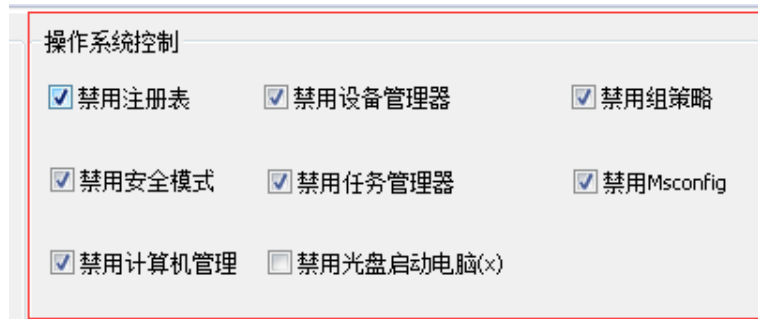 操作系统控制
禁用注册表 禁用设备管理器 禁用组策略
禁用安全模式 禁用任务管理器 禁用Msconfig
禁用计算机管理 禁用光盘启动电脑(x)